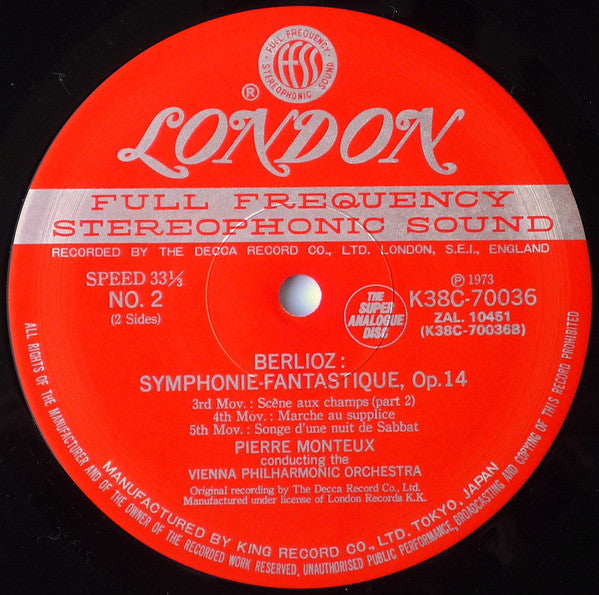 FULL FREQUENCY
FFSS
STEREOPHONIC SOUND
®
LONDON
FULL FREQUENCY
STEREOPHONIC SOUND
RECORDED BY THE DECCA RECORD CO., LTD. LONDON, S.E.I., ENGLAND
SPEED 33⅓
NO. 2
(2 Sides)
THE
SUPER
ANALOGUE
DISC
℗ 1973
K38C-70036
ZAL. 10451
(K38C-70036B)
BERLIOZ:
SYMPHONIE-FANTASTIQUE, Op.14
3rd Mov.: Scène aux champs (part 2)
4th Mov.: Marche au supplice
5th Mov.: Songe d'une nuit de Sabbat
PIERRE MONTEUX
conducting the
VIENNA PHILHARMONIC ORCHESTRA
Original recording by The Decca Record Co., Ltd.
Manufactured under license of London Records K.K.
MANUFACTURED BY KING RECORD CO., LTD. TOKYO, JAPAN
ALL RIGHTS OF THE MANUFACTURER AND OF THE OWNER OF THE RECORDED WORK RESERVED, UNAUTHORISED PUBLIC PERFORMANCE, BROADCASTING AND COPYING OF THIS RECORD PROHIBITED